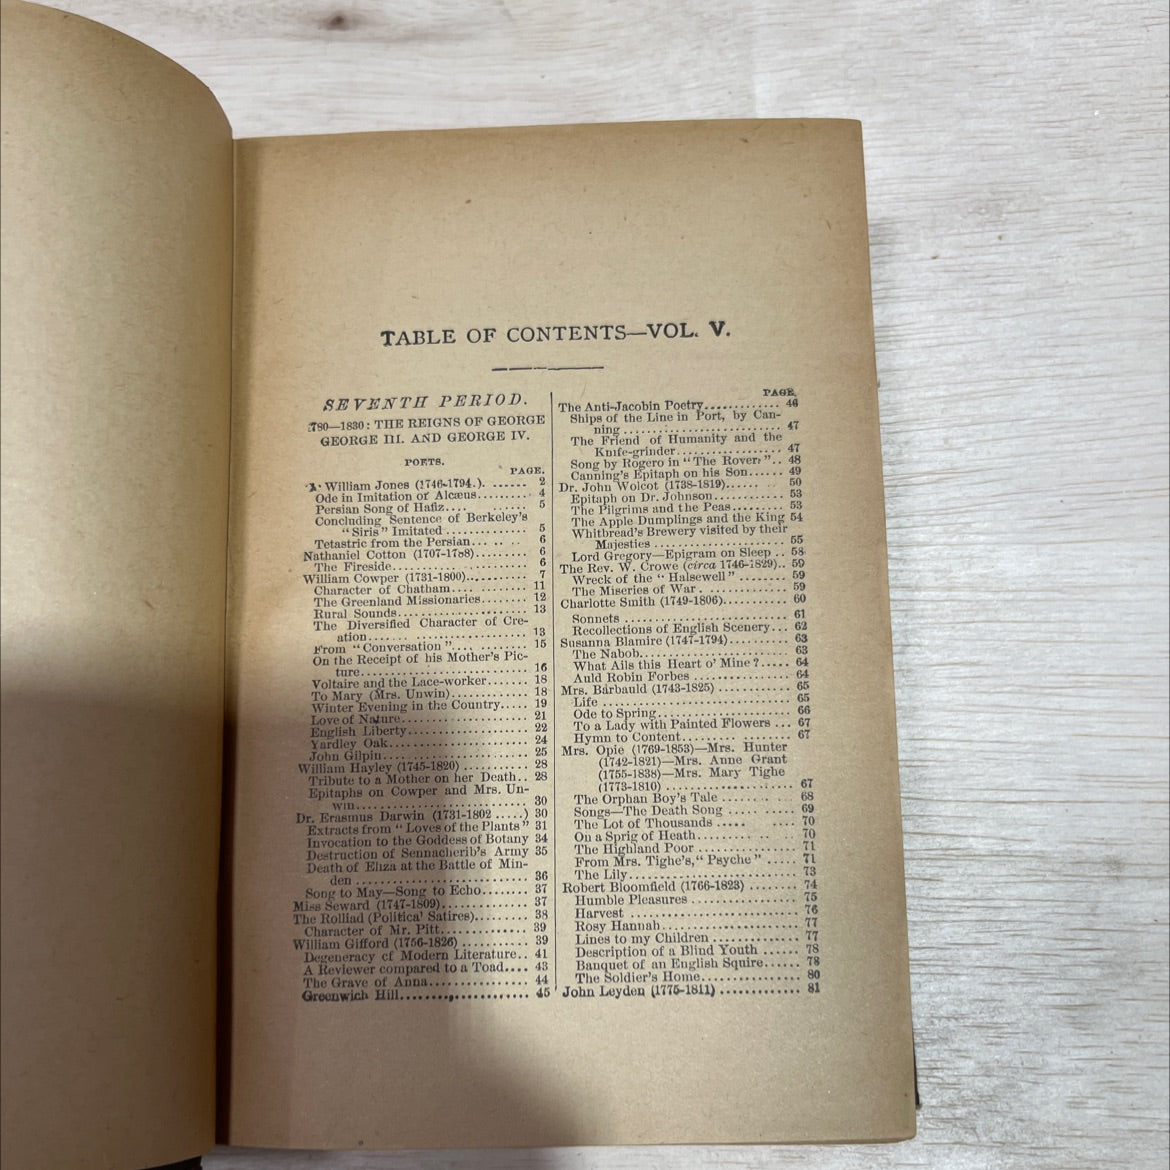 TABLE OF CONTENTS—VOL. V.
SEVENTH PERIOD.
1780—1830: THE REIGNS OF GEORGE
GEORGE III. AND GEORGE IV.
POETS.
PAGE.
William Jones (1746-1794.). ...... 2
Ode in Imitation of Alcæus......... 4
Persian Song of Hafiz.... 5
Concluding Sentence of Berkeley's
"Siris" Imitated ............ 5
Tetastric from the Persian... .. 6
Nathaniel Cotton (1707-1788)......... 6
The Fireside............... 6
William Cowper (1731-1800)........... 7
Character of Chatham.... ........ 11
The Greenland Missionaries........ 12
Rural Sounds................ 13
The Diversified Character of Cre-
ation...... ................ 13
From "Conversation".... ........ 15
On the Receipt of his Mother's Pic-
ture........................ 16
Voltaire and the Lace-worker....... 18
To Mary (Mrs. Unwin)............ 18
Winter Evening in the Country..... 19
Love of Nature................... 21
English Liberty.................. 22
Yardley Oak.................... 24
John Gilpin..................... 25
William Hayley (1745-1820) .......... 28
Tribute to a Mother on her Death.. 28
Epitaphs on Cowper and Mrs. Un-
win......................... 30
Dr. Erasmus Darwin (1731-1802 .....) 30
Extracts from "Loves of the Plants" 31
Invocation to the Goddess of Botany 34
Destruction of Sennacherib's Army 35
Death of Eliza at the Battle of Min-
den ......................... 36
Song to May—Song to Echo........ 37
Miss Seward (1747-1809)............. 37
The Rolliad (Political Satires)......... 38
Character of Mr. Pitt.............. 39
William Gifford (1756-1826) .......... 39
Degeneracy of Modern Literature.. 41
A Reviewer compared to a Toad.... 43
The Grave of Anna............... 44
Greenwich Hill................... 45
PAGE.
The Anti-Jacobin Poetry............ 46
Ships of the Line in Port, by Can-
ning ........................ 47
The Friend of Humanity and the
Knife-grinder................ 47
Song by Rogero in "The Rover".. 48
Canning's Epitaph on his Son...... 49
Dr. John Wolcot (1738-1819)...... 50
Epitaph on Dr. Johnson........... 53
The Pilgrims and the Peas......... 53
The Apple Dumplings and the King 54
Whitbread's Brewery visited by their
Majesties ................... 55
Lord Gregory—Epigram on Sleep .. 58
The Rev. W. Crowe (circa 1746-1829).. 59
Wreck of the "Halsewell" ........ 59
The Miseries of War. ............ 59
Charlotte Smith (1749-1806)........... 60
Sonnets ....................... 61
Recollections of English Scenery... 62
Susanna Blamire (1747-1794).......... 63
The Nabob..................... 63
What Ails this Heart o' Mine ?..... 64
Auld Robin Forbes .............. 64
Mrs. Barbauld (1743-1825) ............ 65
Life .......................... 65
Ode to Spring................... 66
To a Lady with Painted Flowers ... 67
Hymn to Content......... ....... 67
Mrs. Opie (1769-1853)—Mrs. Hunter
(1742-1821)—Mrs. Anne Grant
(1755-1838)—Mrs. Mary Tighe
(1773-1810) .................. 67
The Orphan Boy's Tale .......... 68
Songs—The Death Song .......... 69
The Lot of Thousands ..... .... 70
On a Sprig of Heath............. 70
The Highland Poor .............. 71
From Mrs. Tighe's, "Psyche" ..... 71
The Lily....................... 73
Robert Bloomfield (1766-1823) ........ 74
Humble Pleasures ............... 75
Harvest ....................... 76
Rosy Hannah................... 77
Lines to my Children ............. 77
Description of a Blind Youth ...... 78
Banquet of an English Squire...... 78
The Soldier's Home.............. 80
John Leyden (1775-1811) ............. 81